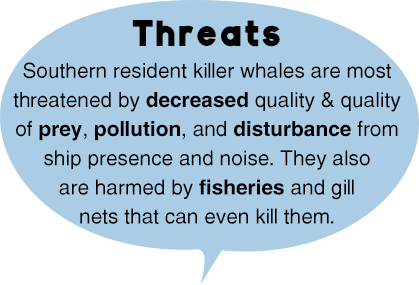 Threats
Southern resident killer whales are most
threatened by decreased quality & quality
of prey, pollution, and disturbance from
ship presence and noise. They also
are harmed by fisheries and gill
nets that can even kill them.